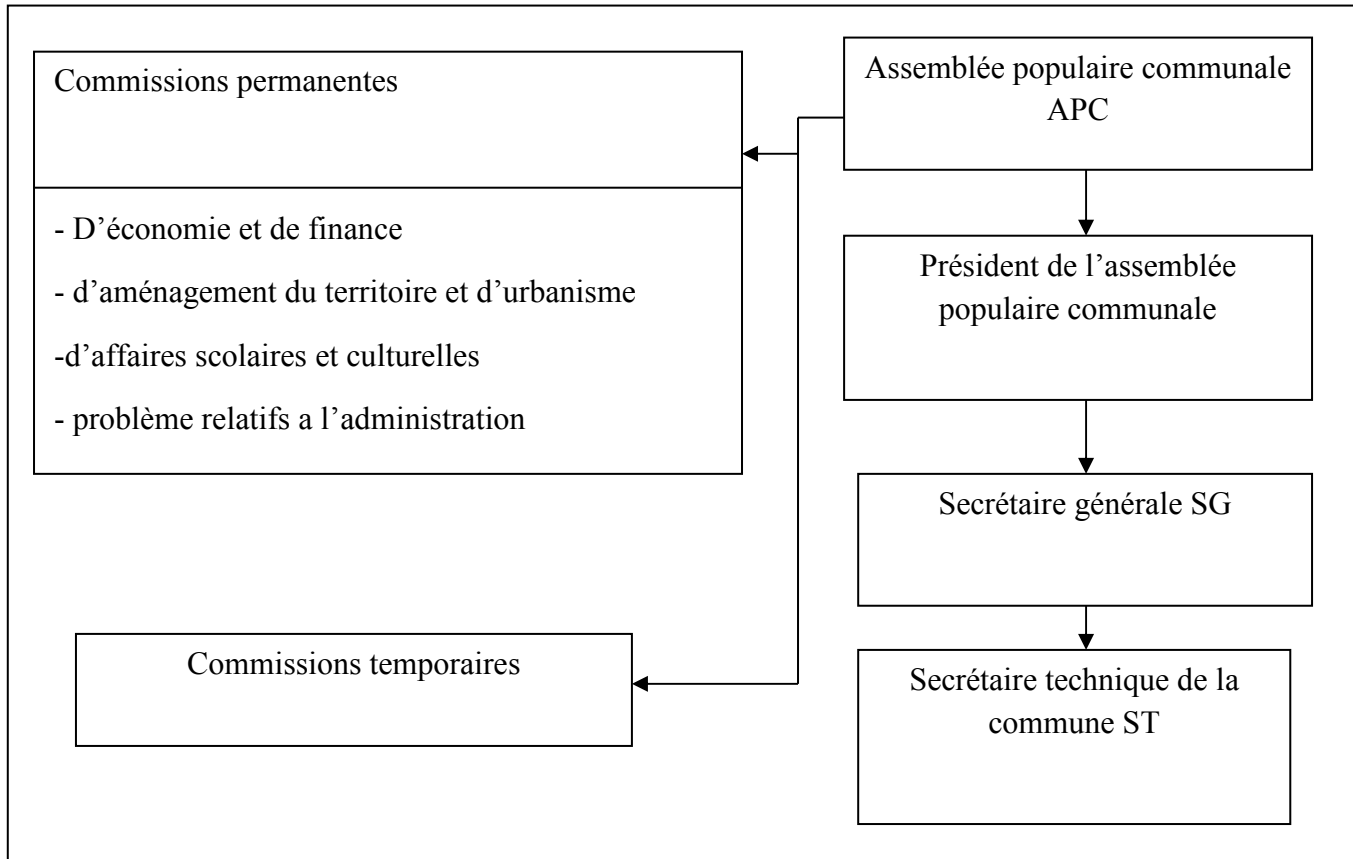 Commissions permanentes
- D’économie et de finance
- d’aménagement du territoire et d’urbanisme
-d’affaires scolaires et culturelles
- problème relatifs a l’administration
Commissions temporaires
Assemblée populaire communale
APC
Président de l’assemblée
populaire communale
Secrétaire générale SG
Secrétaire technique de la
commune ST